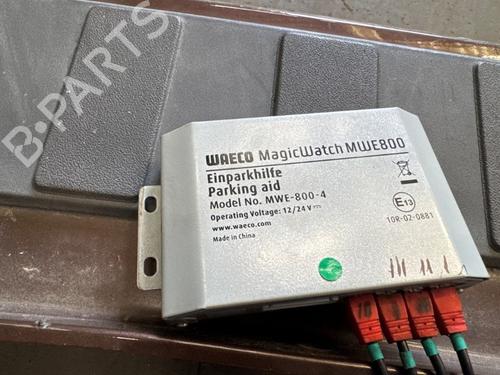 B-PARTS
WAECO MagicWatch MWE800
Einparkhilfe
Parking aid
Model No. MWE-800-4
Operating Voltage: 12/24 V
www.waeco.com
Made in China
E13
10R-02-0881